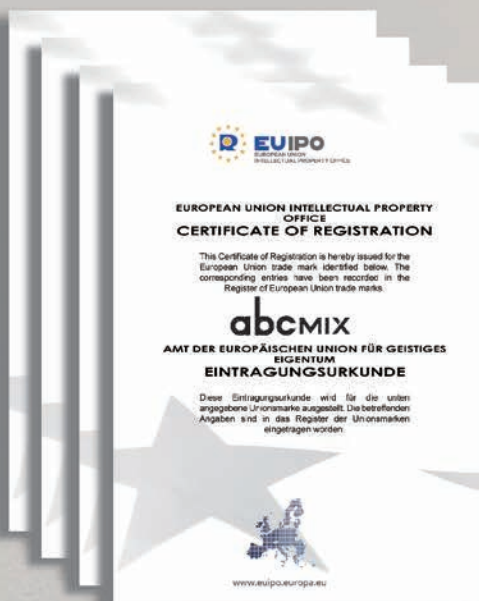 EUIPO
EUROPEAN UNION
INTELLECTUAL PROPERTY OFFICE
EUROPEAN UNION INTELLECTUAL PROPERTY
OFFICE
CERTIFICATE OF REGISTRATION
This Certificate of Registration is hereby issued for the
European Union trade mark identified below. The
corresponding entries have been recorded in the
Register of European Union trade marks.
abcMIX
AMT DER EUROPÄISCHEN UNION FÜR GEISTIGES
EIGENTUM
EINTRAGUNGSURKUNDE
Diese Eintragungsurkunde wird für die unten
angegebene Unionsmarke ausgestellt. Die betreffenden
Angaben sind in das Register der Unionsmarken
eingetragen worden.
www.euipo.europa.eu